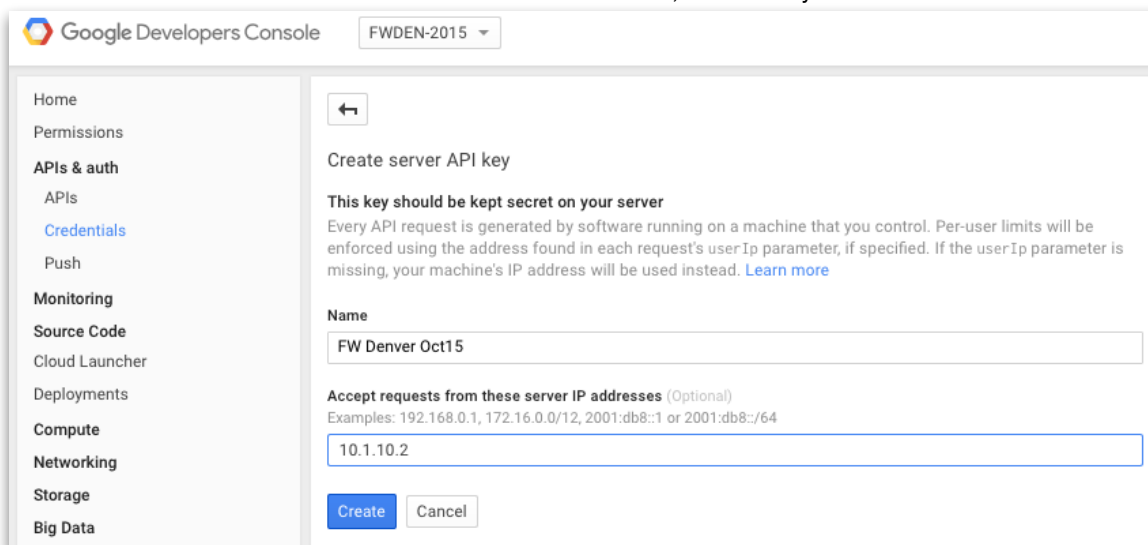 Google Developers Console
FWDEN-2015
Home
Permissions
APIs & auth
APIs
Credentials
Push
Monitoring
Source Code
Cloud Launcher
Deployments
Compute
Networking
Storage
Big Data
Create server API key
This key should be kept secret on your server
Every API request is generated by software running on a machine that you control. Per-user limits will be
enforced using the address found in each request's userIp parameter, if specified. If the userIp parameter is
missing, your machine's IP address will be used instead. Learn more
Name
FW Denver Oct15
Accept requests from these server IP addresses (Optional)
Examples: 192.168.0.1, 172.16.0.0/12, 2001:db8::1 or 2001:db8::/64
10.1.10.2
Create Cancel